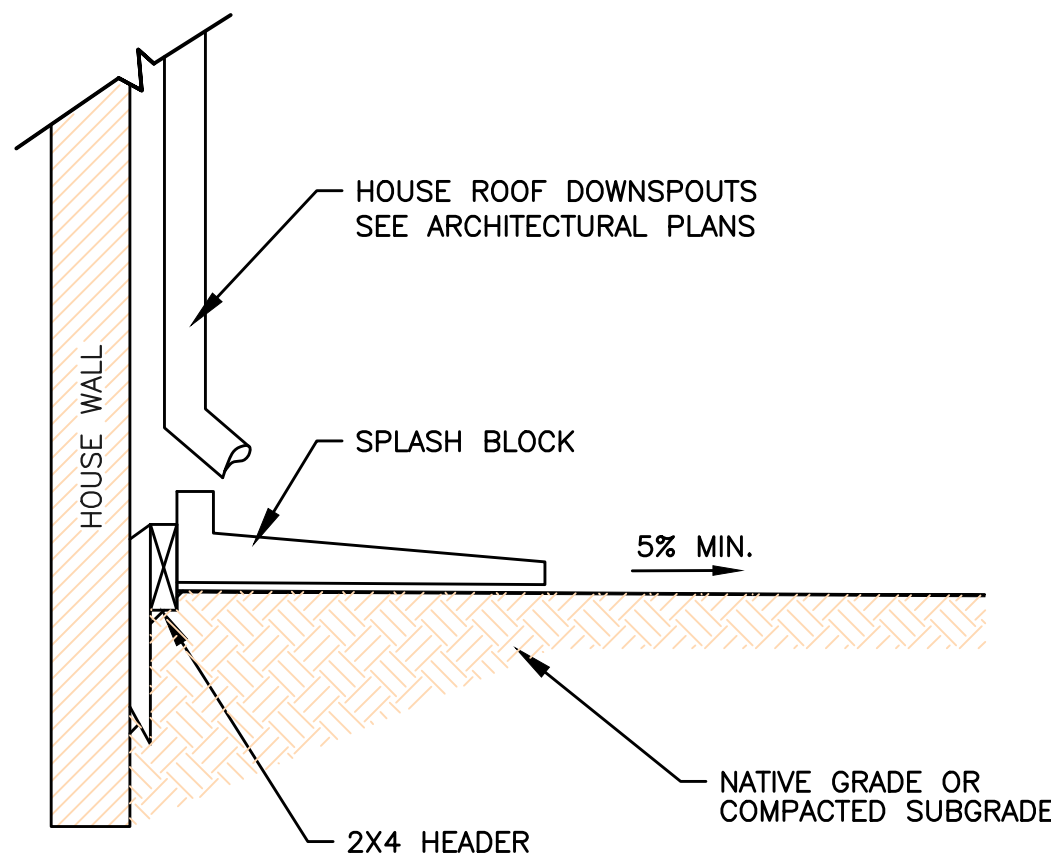 HOUSE ROOF DOWNSPOUTS
SEE ARCHITECTURAL PLANS
HOUSE WALL
SPLASH BLOCK
5% MIN.
NATIVE GRADE OR
COMPACTED SUBGRADE
2X4 HEADER